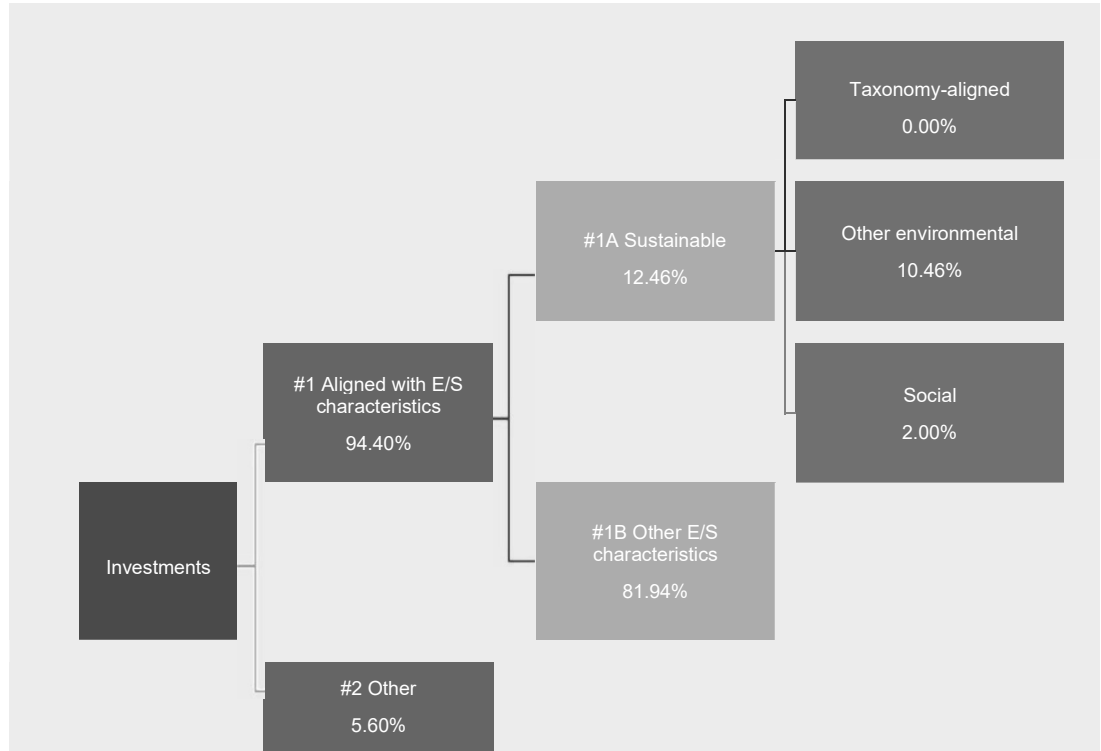 Taxonomy-aligned
0.00%
#1A Sustainable
12.46%
Other environmental
10.46%
#1 Aligned with E/S
characteristics
94.40%
Social
2.00%
Investments
#1B Other E/S
characteristics
81.94%
#2 Other
5.60%